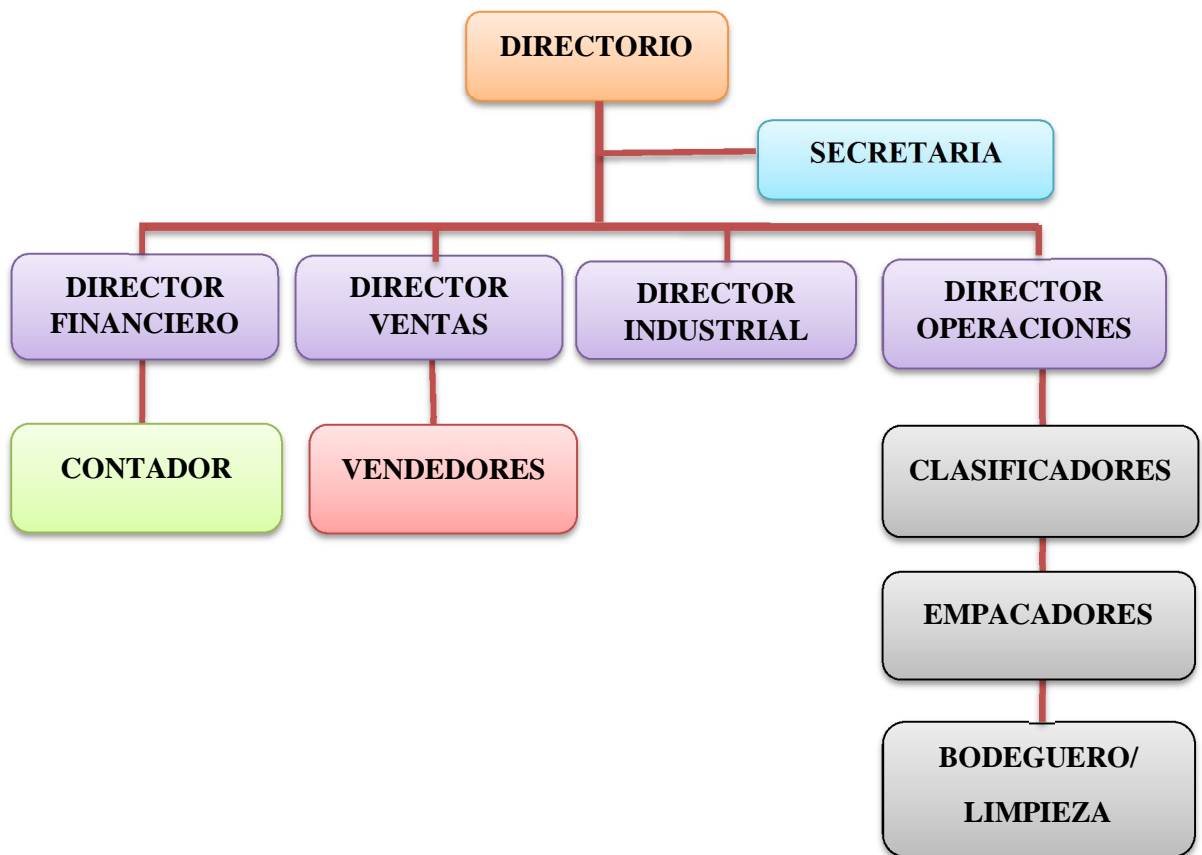 DIRECTORIO
SECRETARIA
DIRECTOR
FINANCIERO
DIRECTOR
VENTAS
DIRECTOR
INDUSTRIAL
DIRECTOR
OPERACIONES
CONTADOR
VENDEDORES
CLASIFICADORES
EMPACADORES
BODEGUERO/
LIMPIEZA